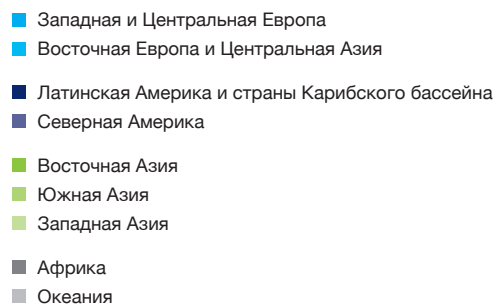 Западная и Центральная Европа
Восточная Европа и Центральная Азия
Латинская Америка и страны Карибского бассейна
Северная Америка
Восточная Азия
Южная Азия
Западная Азия
Африка
Океания